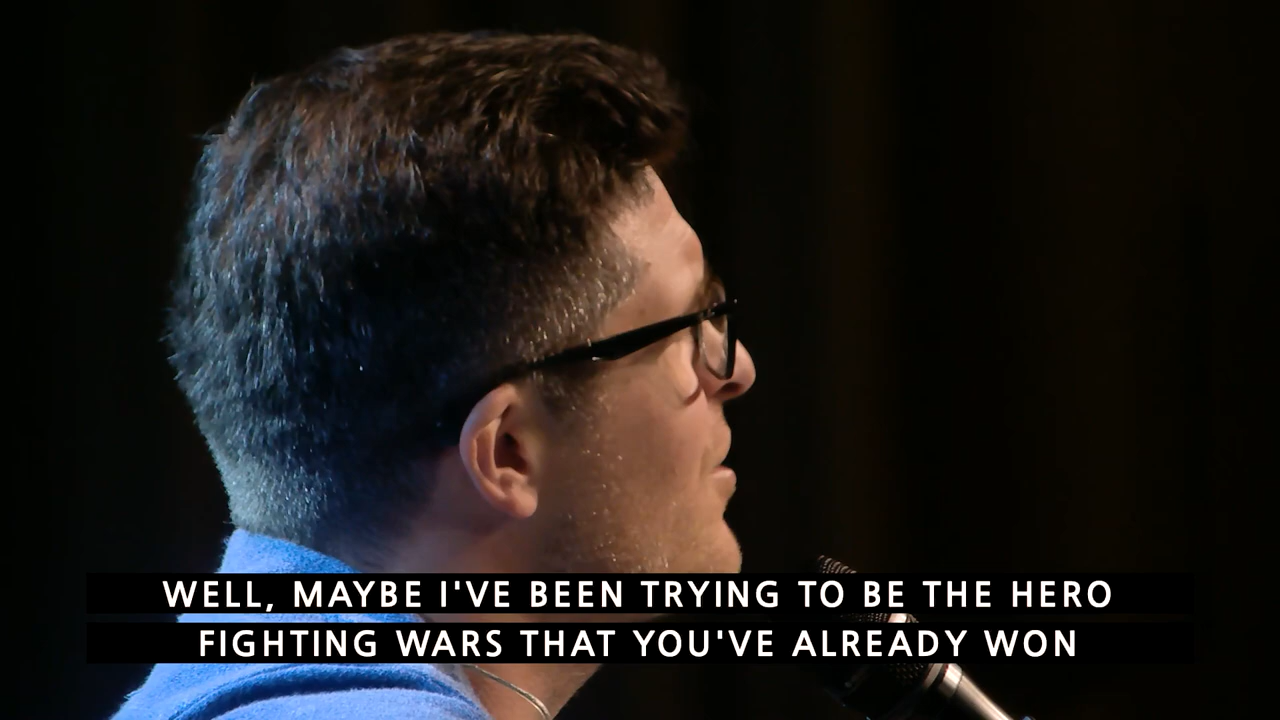 WELL, MAYBE I'VE BEEN TRYING TO BE THE HERO
FIGHTING WARS THAT YOU'VE ALREADY WON